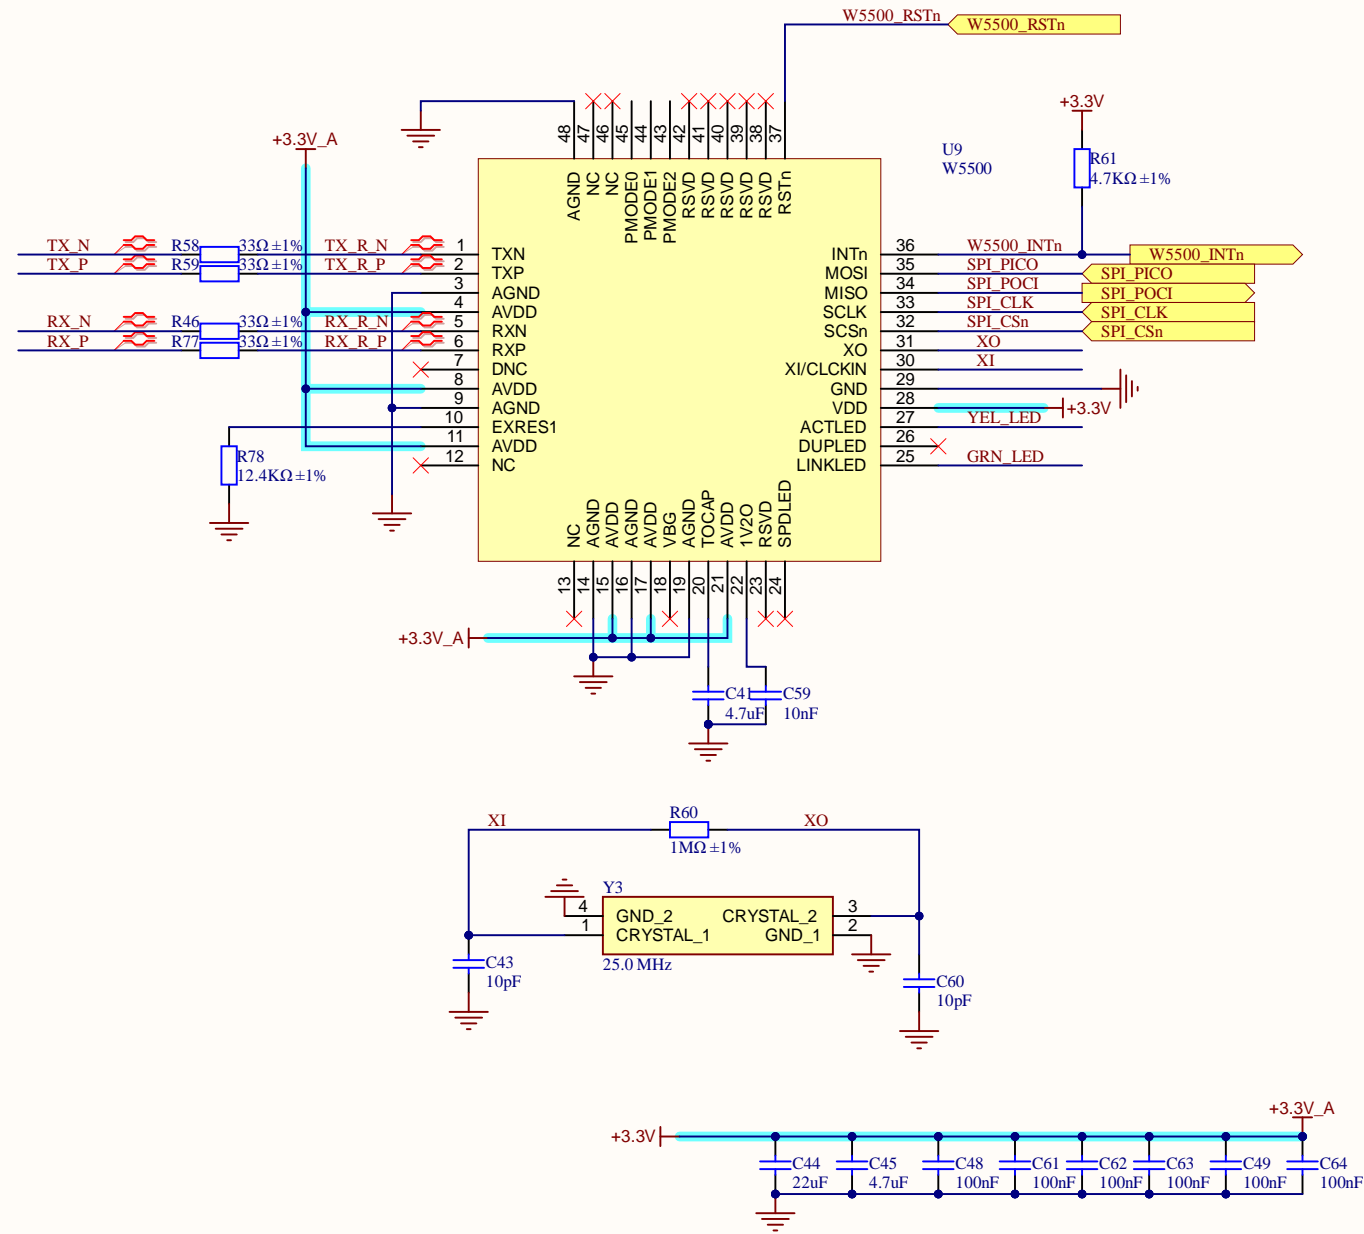 W5500_RSTn
W5500_RSTn
+3.3V
+3.3V_A
48
47
46
45
44
43
42
41
40
39
38
37
U9
W5500
R61
4.7KΩ ±1%
AGND
NC
NC
PMODE0
PMODE1
PMODE2
RSVD
RSVD
RSVD
RSVD
RSVD
RSTn
TX_N
R58
33Ω ±1%
TX_R_N
1
TXN
TX_P
R59
33Ω ±1%
TX_R_P
2
TXP
3
AGND
4
AVDD
RX_N
R46
33Ω ±1%
RX_R_N
5
RXN
RX_P
R77
33Ω ±1%
RX_R_P
6
RXP
7
DNC
8
AVDD
9
AGND
10
EXRES1
11
AVDD
12
NC
R78
12.4KΩ ±1%
INTn
36
W5500_INTn
W5500_INTn
MOSI
35
SPI_PICO
SPI_PICO
MISO
34
SPI_POCI
SPI_POCI
SCLK
33
SPI_CLK
SPI_CLK
SCSn
32
SPI_CSn
SPI_CSn
XO
31
XO
XI/CLCKIN
30
XI
GND
29
VDD
28
+3.3V
ACTLED
27
YEL_LED
DUPLED
26
LINKLED
25
GRN_LED
NC
AGND
AVDD
AGND
AVDD
VBG
AGND
TOCAP
AVDD
1V2O
RSVD
SPDLED
13
14
15
16
17
18
19
20
21
22
23
24
+3.3V_A
C41
4.7uF
C59
10nF
XI
R60
1MΩ ±1%
XO
Y3
4
GND_2
CRYSTAL_2
3
1
CRYSTAL_1
GND_1
2
25.0 MHz
C43
10pF
C60
10pF
+3.3V_A
+3.3V
C44
22uF
C45
4.7uF
C48
100nF
C61
100nF
C62
100nF
C63
100nF
C49
100nF
C64
100nF